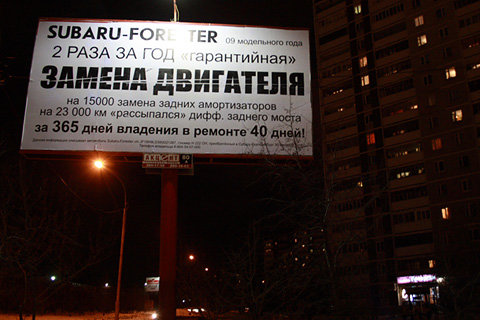 SUBARU-FORESTER 09 модельного года
2 РАЗА ЗА ГОД «гарантийная»
ЗАМЕНА ДВИГАТЕЛЯ
на 15000 замена задних амортизаторов
на 23 000 км «рассыпался» дифф. заднего моста
за 365 дней владения в ремонте 40 дней!